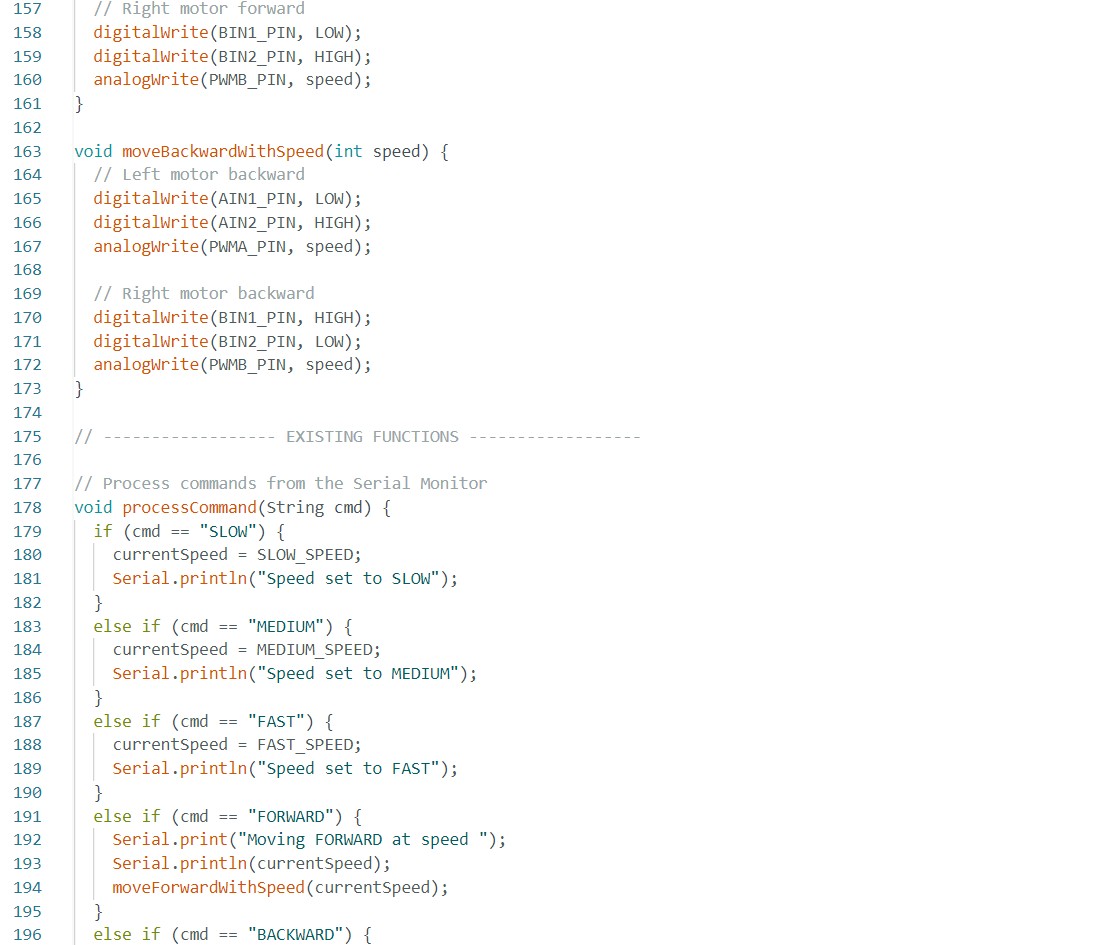 157 // Right motor forward
158 digitalWrite(BIN1_PIN, LOW);
159 digitalWrite(BIN2_PIN, HIGH);
160 analogWrite(PWMB_PIN, speed);
161 }
162
163 void moveBackwardWithSpeed(int speed) {
164 // Left motor backward
165 digitalWrite(AIN1_PIN, LOW);
166 digitalWrite(AIN2_PIN, HIGH);
167 analogWrite(PWMA_PIN, speed);
168
169 // Right motor backward
170 digitalWrite(BIN1_PIN, HIGH);
171 digitalWrite(BIN2_PIN, LOW);
172 analogWrite(PWMB_PIN, speed);
173 }
174
175 // ------------------ EXISTING FUNCTIONS ------------------
176
177 // Process commands from the Serial Monitor
178 void processCommand(String cmd) {
179 if (cmd == "SLOW") {
180 currentSpeed = SLOW_SPEED;
181 Serial.println("Speed set to SLOW");
182 }
183 else if (cmd == "MEDIUM") {
184 currentSpeed = MEDIUM_SPEED;
185 Serial.println("Speed set to MEDIUM");
186 }
187 else if (cmd == "FAST") {
188 currentSpeed = FAST_SPEED;
189 Serial.println("Speed set to FAST");
190 }
191 else if (cmd == "FORWARD") {
192 Serial.print("Moving FORWARD at speed ");
193 Serial.println(currentSpeed);
194 moveForwardWithSpeed(currentSpeed);
195 }
196 else if (cmd == "BACKWARD") {